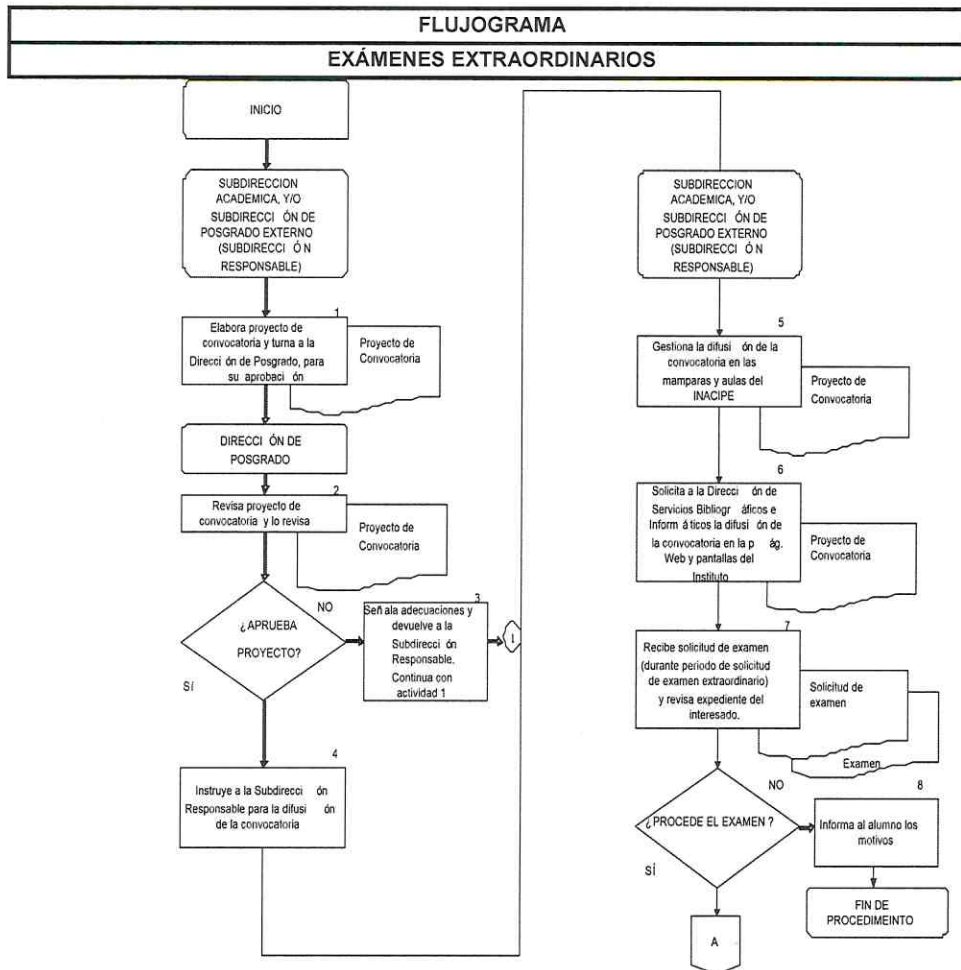 FLUJOGRAMA
EXÁMENES EXTRAORDINARIOS
INICIO
SUBDIRECCION
ACADEMICA, Y/O
SUBDIRECCI ÓN DE
POSGRADO EXTERNO
(SUBDIRECCI Ó N
RESPONSABLE)
1
Elabora proyecto de
convocatoria y turna a la
Direcci ón de Posgrado, para
su aprobaci ón
Proyecto de
Convocatoria
DIRECCI ÓN DE
POSGRADO
2
Revisa proyecto de
convocatoria y lo revisa
Proyecto de
Convocatoria
¿APRUEBA
PROYECTO?
NO
SÍ
3
Señ ala adecuaciones y
devuelve a la
Subdirecci ón
Responsable.
Continua con
actividad 1
1
4
Instruye a la Subdirecci ón
Responsable para la difusi ón
de la convocatoria
SUBDIRECCION
ACADEMICA, Y/O
SUBDIRECCI ÓN DE
POSGRADO EXTERNO
(SUBDIRECCI Ó N
RESPONSABLE)
5
Gestiona la difusi ón de la
convocatoria en las
mamparas y aulas del
INACIPE
Proyecto de
Convocatoria
6
Solicita a la Direcci ón de
Servicios Bibliogr áficos e
Inform á ticos la difusi ón de
la convocatoria en la p ág.
Web y pantallas del
Instituto
Proyecto de
Convocatoria
7
Recibe solicitud de examen
(durante periodo de solicitud
de examen extraordinario)
y revisa expediente del
interesado.
Solicitud de
examen
Examen
¿PROCEDE EL EXAMEN ?
NO
SÍ
8
Informa al alumno los
motivos
FIN DE
PROCEDIMEINTO
A